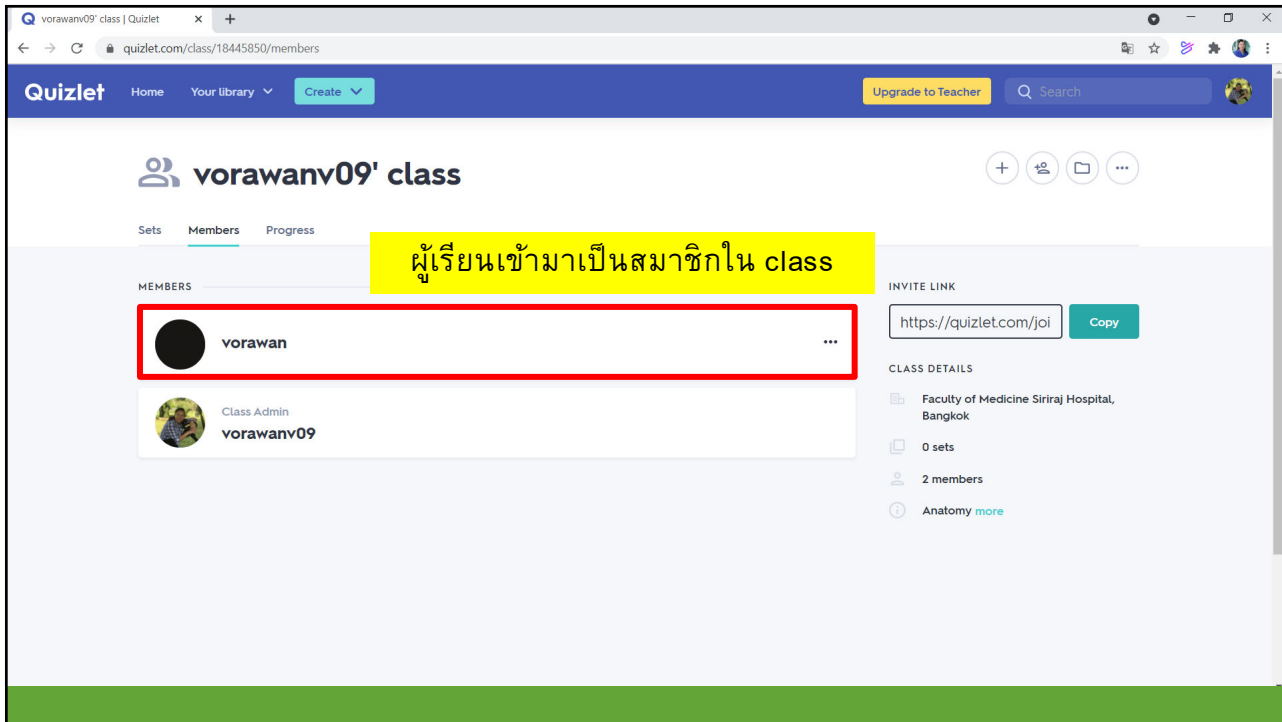 vorawanv09' class | Quizlet
quizlet.com/class/18445850/members
Quizlet Home Your library Create Upgrade to Teacher Search
vorawanv09' class
Sets Members Progress
ผู้เรียนเข้ามาเป็นสมาชิกใน class
MEMBERS
vorawan
Class Admin
vorawanv09
INVITE LINK
https://quizlet.com/joi Copy
CLASS DETAILS
Faculty of Medicine Siriraj Hospital,
Bangkok
0 sets
2 members
Anatomy more